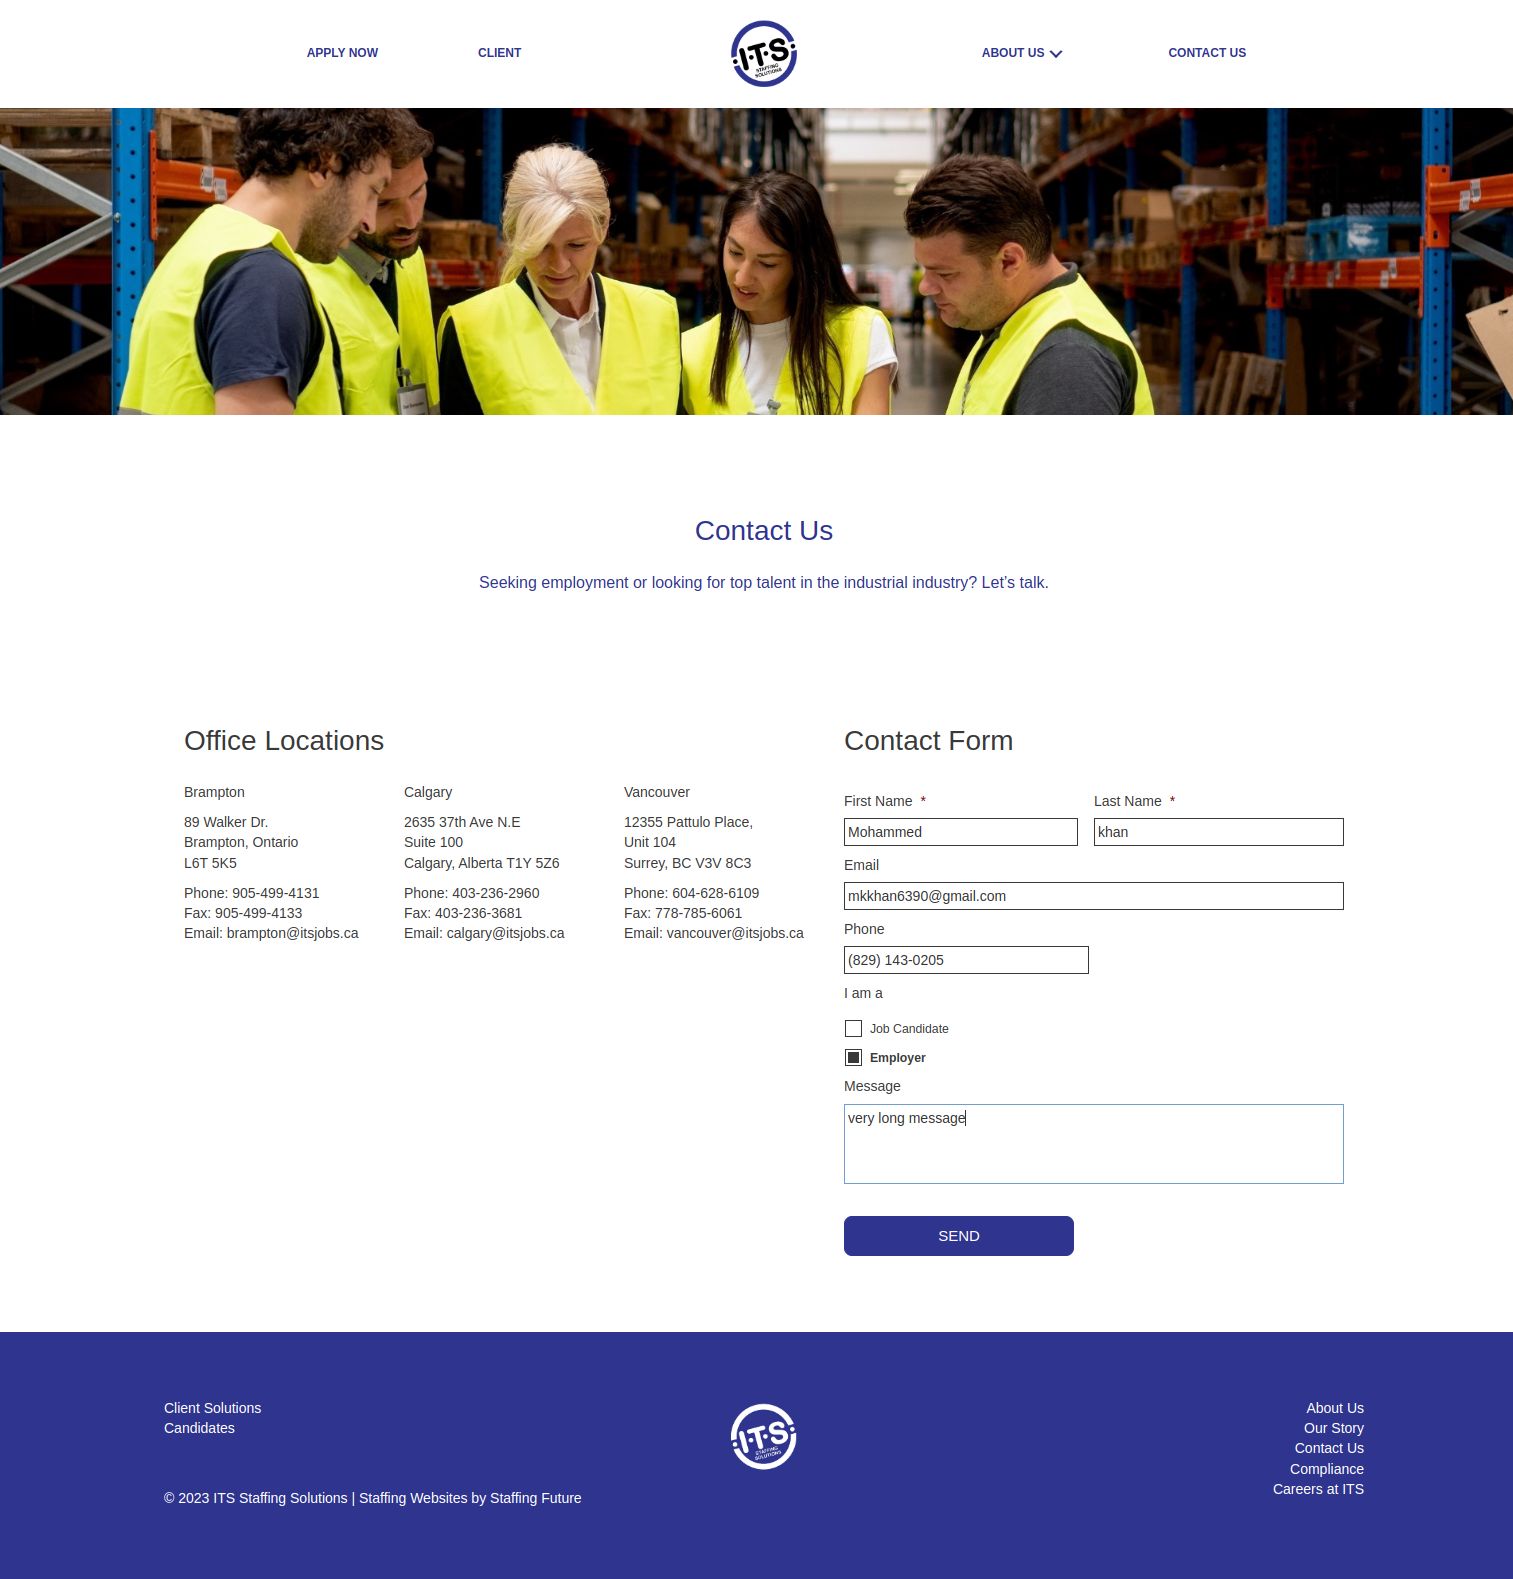 APPLY NOW
CLIENT
·I·T·S·
STAFFING
SOLUTIONS
ABOUT US
CONTACT US
Contact Us
Seeking employment or looking for top talent in the industrial industry? Let’s talk.
Office Locations
Brampton
89 Walker Dr.
Brampton, Ontario
L6T 5K5
Phone: 905-499-4131
Fax: 905-499-4133
Email: brampton@itsjobs.ca
Calgary
2635 37th Ave N.E
Suite 100
Calgary, Alberta T1Y 5Z6
Phone: 403-236-2960
Fax: 403-236-3681
Email: calgary@itsjobs.ca
Vancouver
12355 Pattulo Place,
Unit 104
Surrey, BC V3V 8C3
Phone: 604-628-6109
Fax: 778-785-6061
Email: vancouver@itsjobs.ca
Contact Form
First Name *
Mohammed
Last Name *
khan
Email
mkkhan6390@gmail.com
Phone
(829) 143-0205
I am a
Job Candidate
Employer
Message
very long message
SEND
Client Solutions
Candidates
·I·T·S·
STAFFING
SOLUTIONS
About Us
Our Story
Contact Us
Compliance
Careers at ITS
© 2023 ITS Staffing Solutions | Staffing Websites by Staffing Future